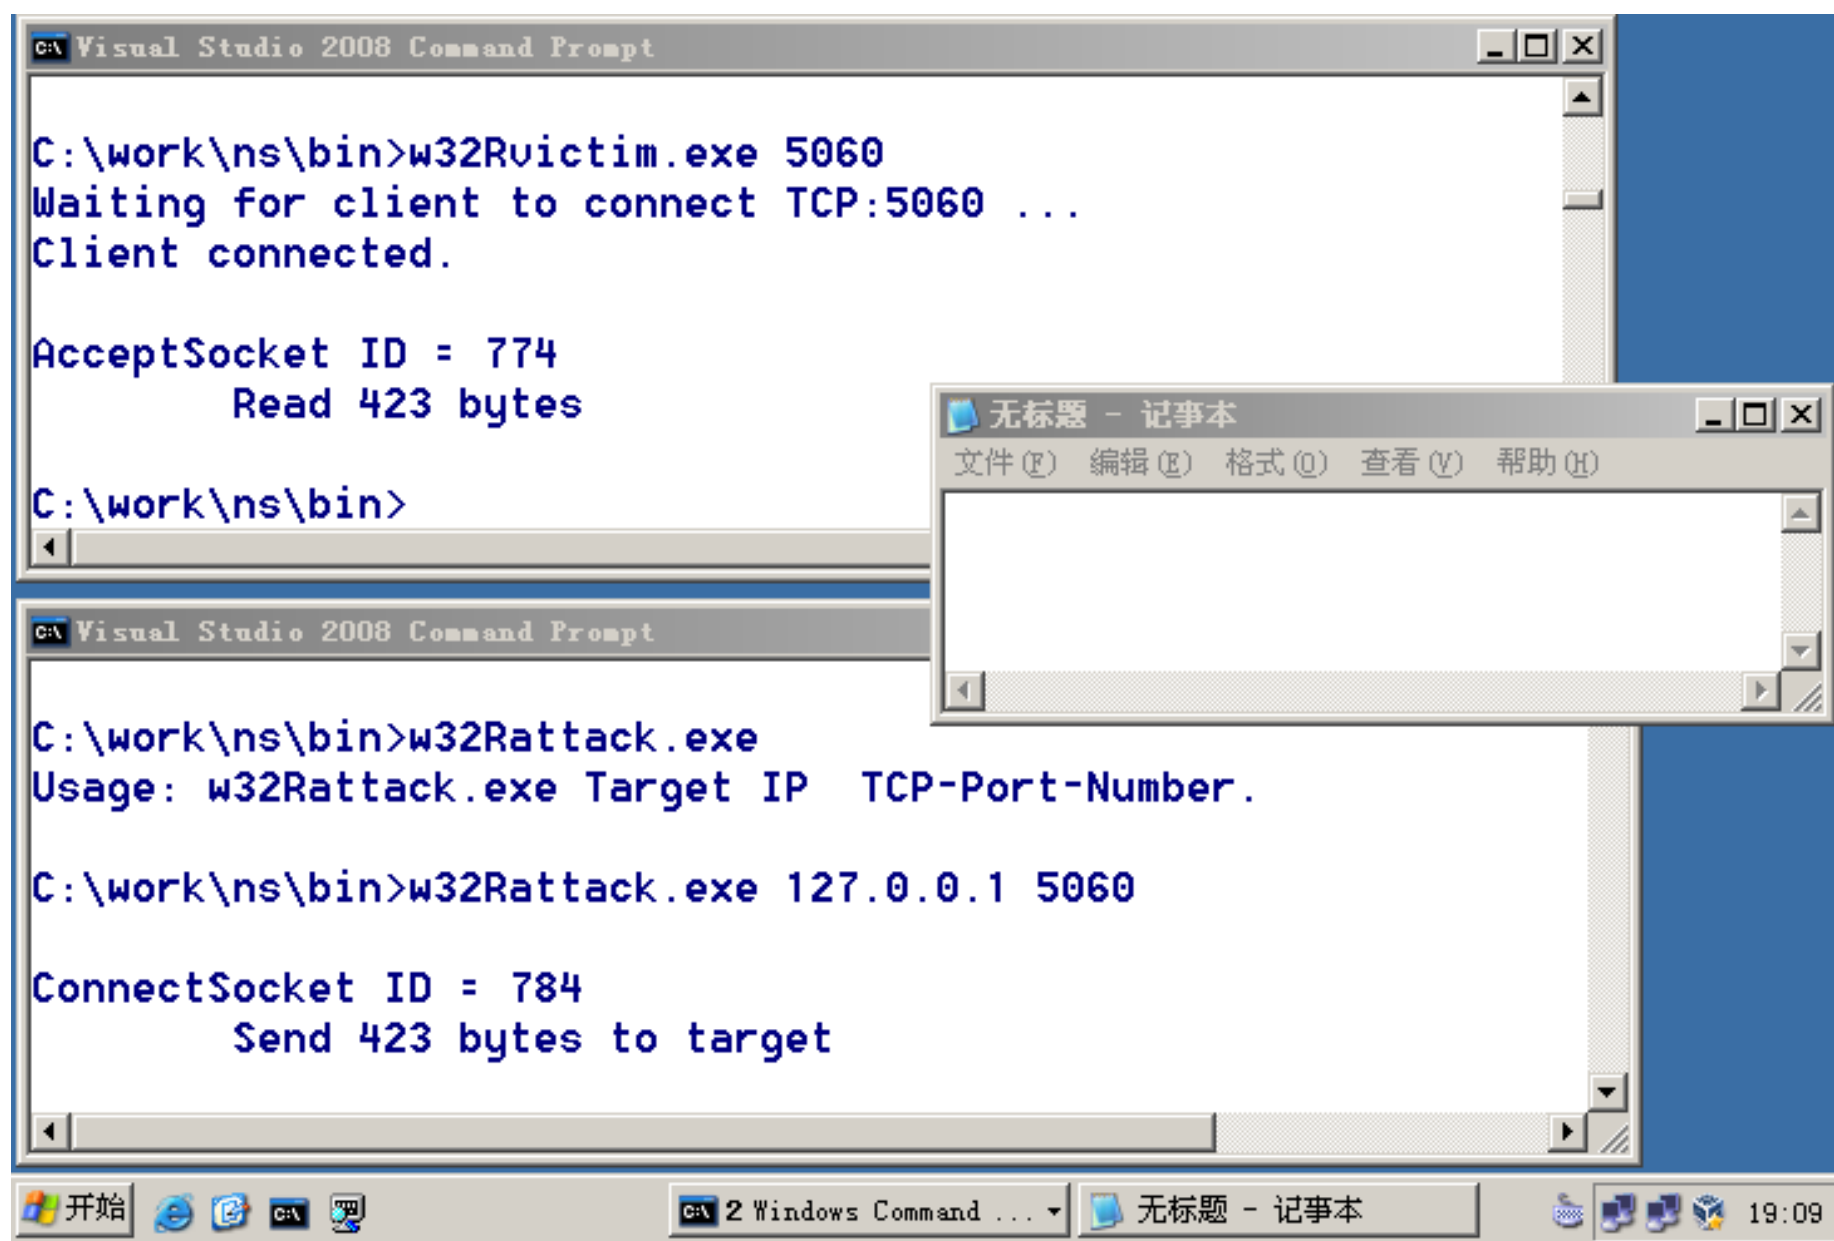 Visual Studio 2008 Command Prompt
C:\work\ns\bin>w32Rvictim.exe 5060
Waiting for client to connect TCP:5060 ...
Client connected.
AcceptSocket ID = 774
Read 423 bytes
C:\work\ns\bin>
无标题 - 记事本
文件(F) 编辑(E) 格式(O) 查看(V) 帮助(H)
Visual Studio 2008 Command Prompt
C:\work\ns\bin>w32Rattack.exe
Usage: w32Rattack.exe Target IP  TCP-Port-Number.
C:\work\ns\bin>w32Rattack.exe 127.0.0.1 5060
ConnectSocket ID = 784
Send 423 bytes to target
开始 2 Windows Command ... 无标题 - 记事本 19:09